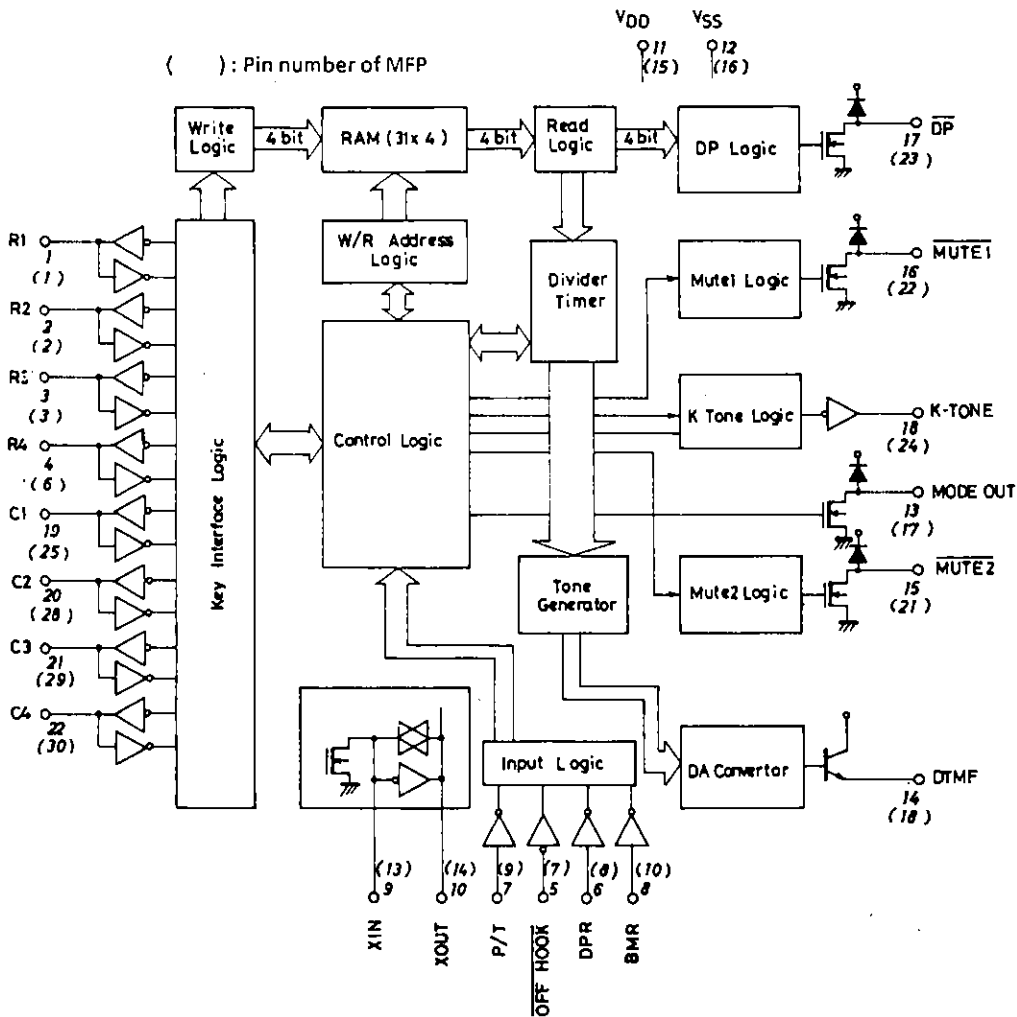 VDD VSS
11 12
(15) (16)
( ) : Pin number of MFP
Write Logic
4 bit
RAM (31x 4)
4 bit
Read Logic
4 bit
DP Logic
DP
17
(23)
R1
1
(1)
R2
2
(2)
R3
3
(3)
R4
4
(6)
C1
19
(25)
C2
20
(28)
C3
21
(29)
C4
22
(30)
Key Interface Logic
W/R Address Logic
Control Logic
Divider Timer
Mute1 Logic
MUTE1
16
(22)
K Tone Logic
K-TONE
18
(24)
MODE OUT
13
(17)
Tone Generator
Mute2 Logic
MUTE2
15
(21)
Input Logic
DA Convertor
DTMF
14
(18)
(13) (14) (9) (7) (8) (10)
9 10 7 5 6 8
XIN
XOUT
P/T
OFF HOOK
DPR
BMR